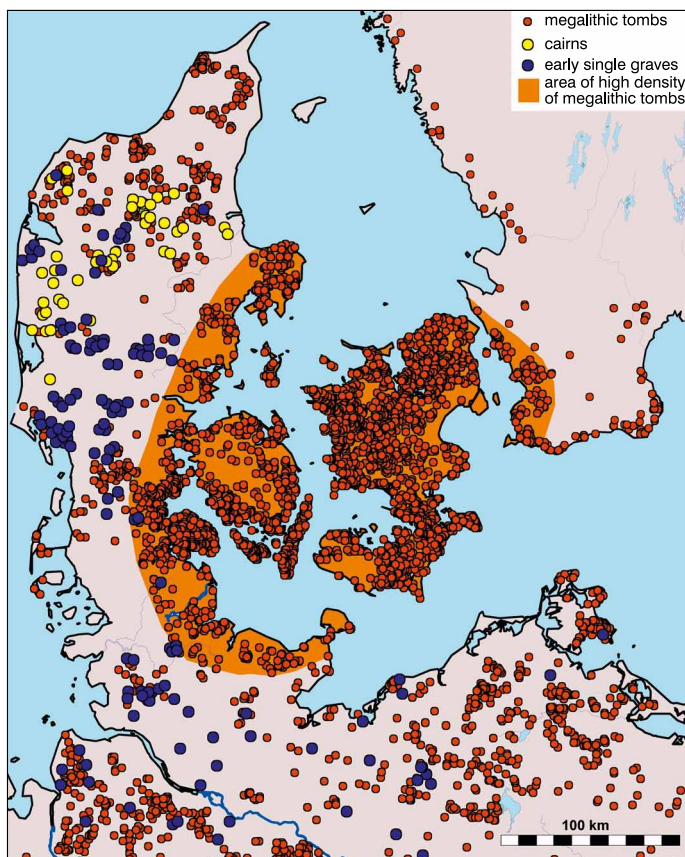 megalithic tombs
cairns
early single graves
area of high density
of megalithic tombs
100 km